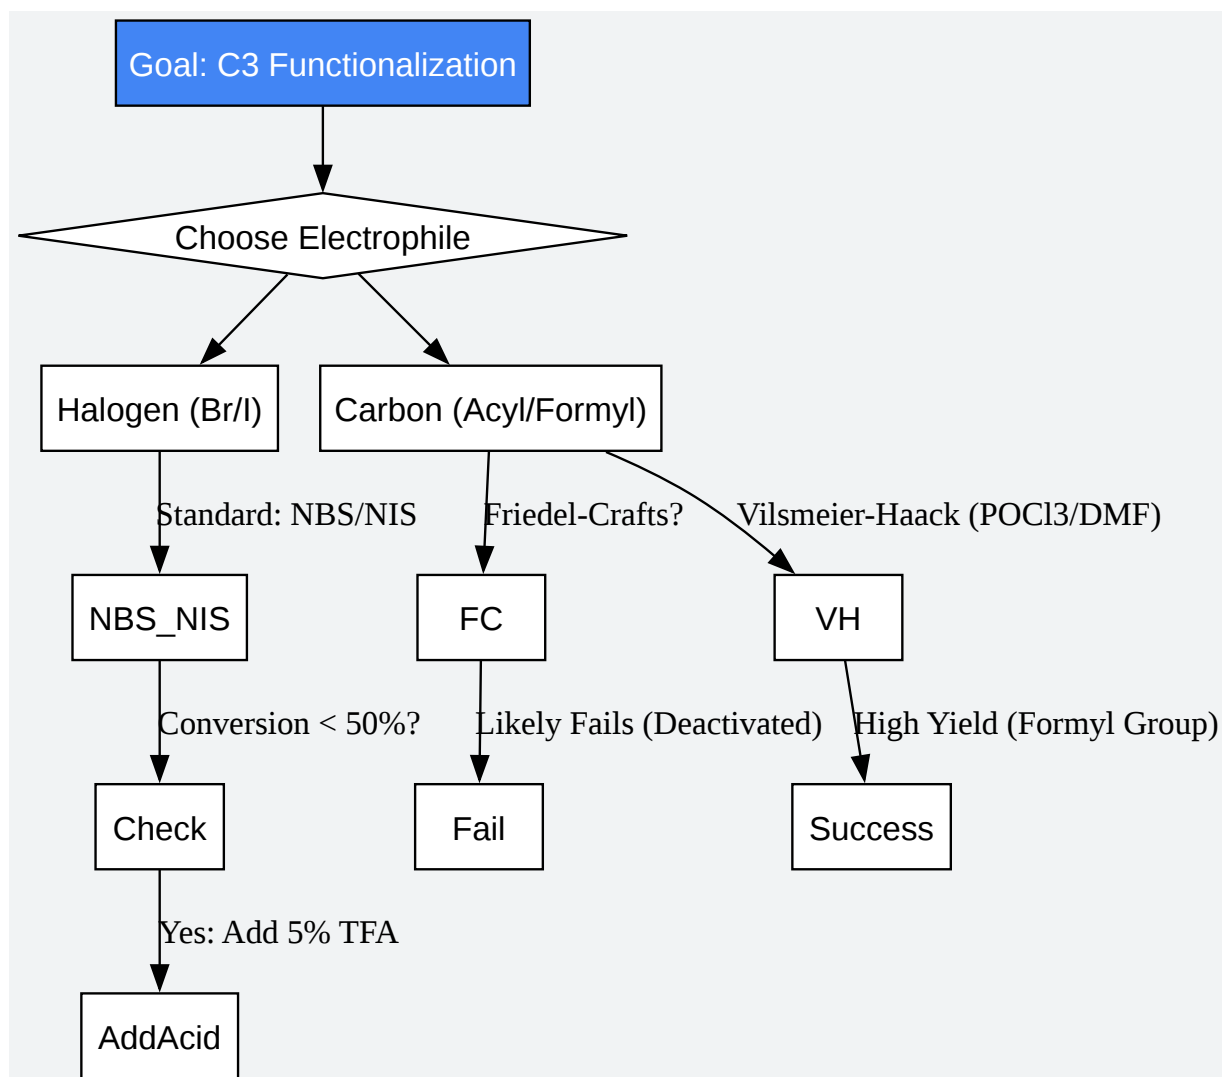 Goal: C3 Functionalization
Choose Electrophile
Halogen (Br/I)
Carbon (Acyl/Formyl)
Standard: NBS/NIS
Friedel-Crafts?
Vilsmeier-Haack (POCl3/DMF)
NBS_NIS
FC
VH
Conversion < 50%?
Likely Fails (Deactivated)
High Yield (Formyl Group)
Check
Fail
Success
Yes: Add 5% TFA
AddAcid